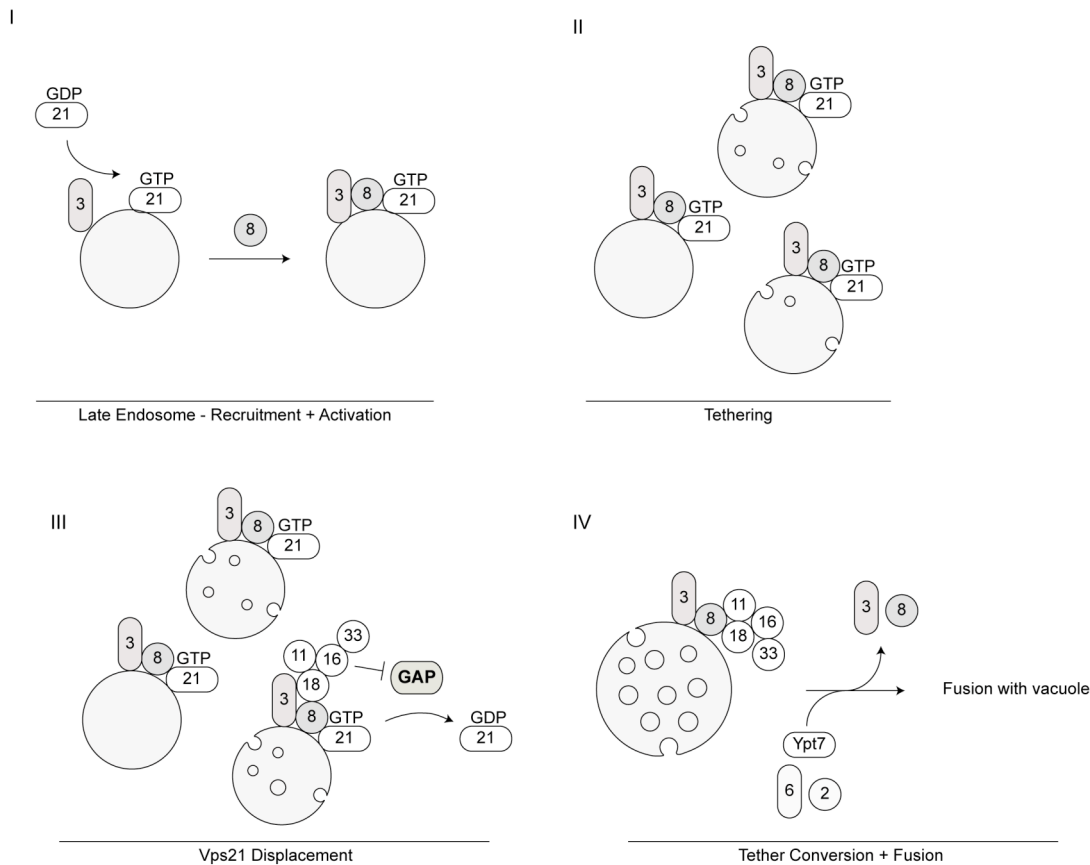 I
GDP
21
3
GTP
21
8
3
8
GTP
21
Late Endosome - Recruitment + Activation
II
3
8
GTP
21
3
8
GTP
21
3
8
GTP
21
Tethering
III
3
8
GTP
21
3
8
GTP
21
33
11
16
18
3
8
GTP
21
GAP
GDP
21
Vps21 Displacement
IV
3
8
11
18
16
33
3
8
Fusion with vacuole
Ypt7
6
2
Tether Conversion + Fusion